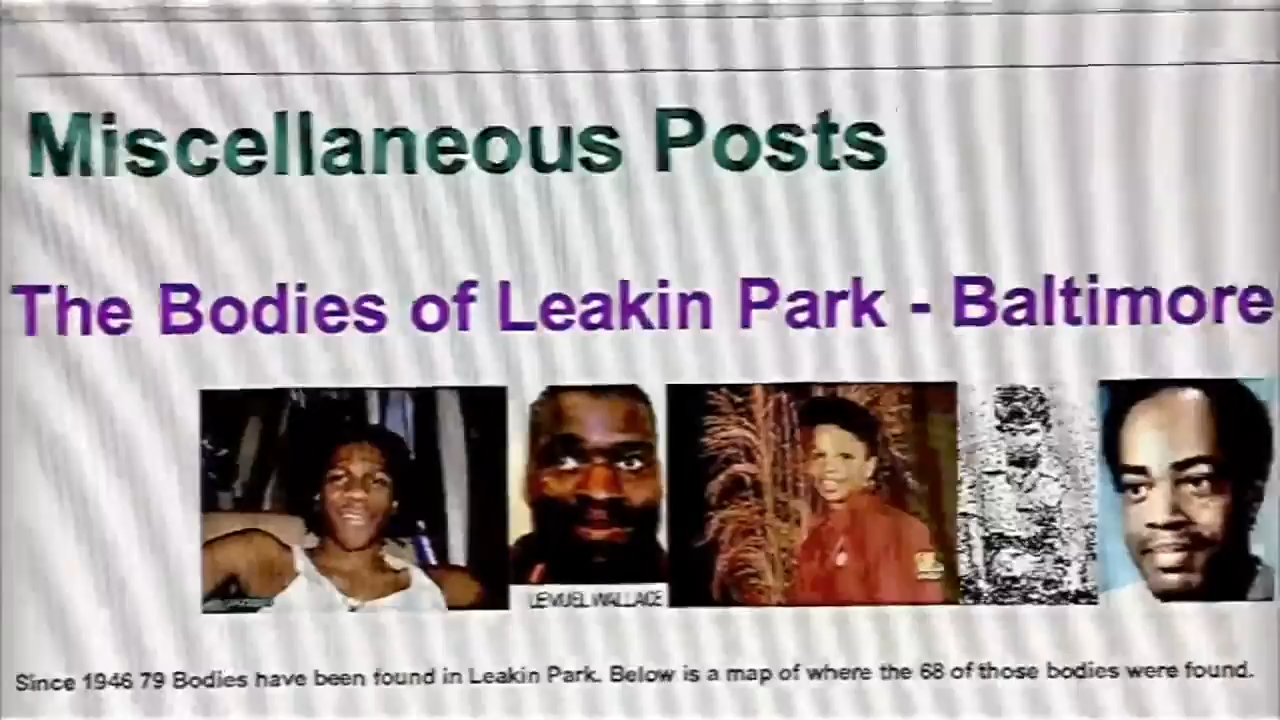 Miscellaneous Posts
The Bodies of Leakin Park - Baltimore
LEMUEL WALLACE
Since 1946 79 Bodies have been found in Leakin Park. Below is a map of where the 68 of those bodies were found.